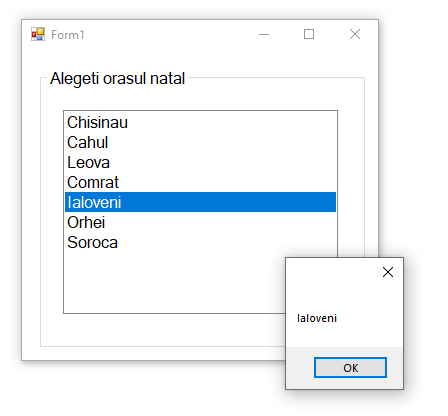 Form1
Alegeti orasul natal
Chisinau
Cahul
Leova
Comrat
Ialoveni
Orhei
Soroca
Ialoveni
OK